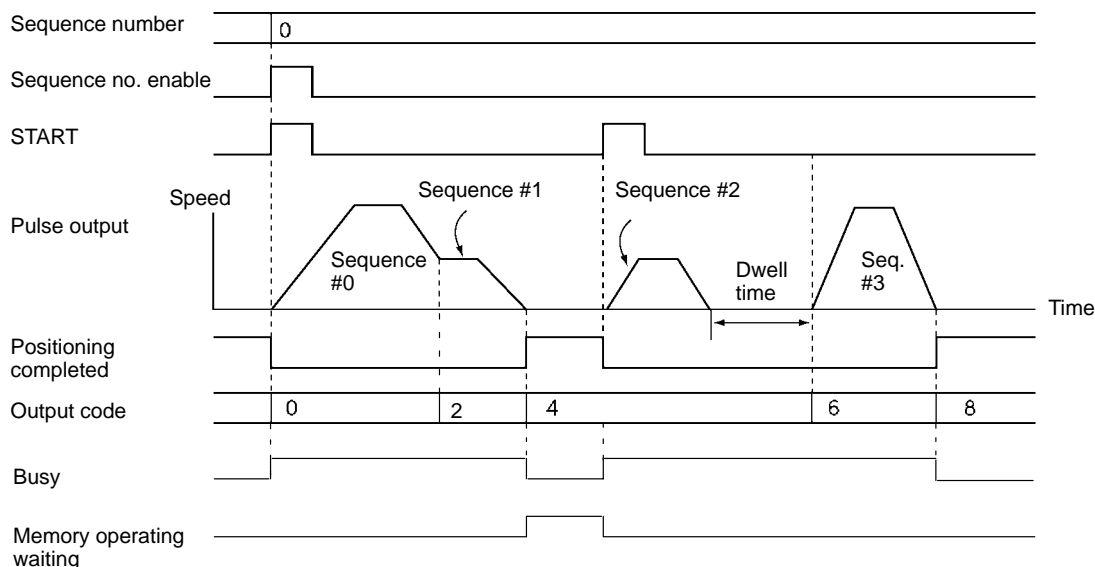 Sequence number
0
Sequence no. enable
START
Speed
Sequence #1
Sequence #2
Pulse output
Sequence
#0
Dwell
time
Seq.
#3
Time
Positioning
completed
Output code
0
2
4
6
8
Busy
Memory operating
waiting